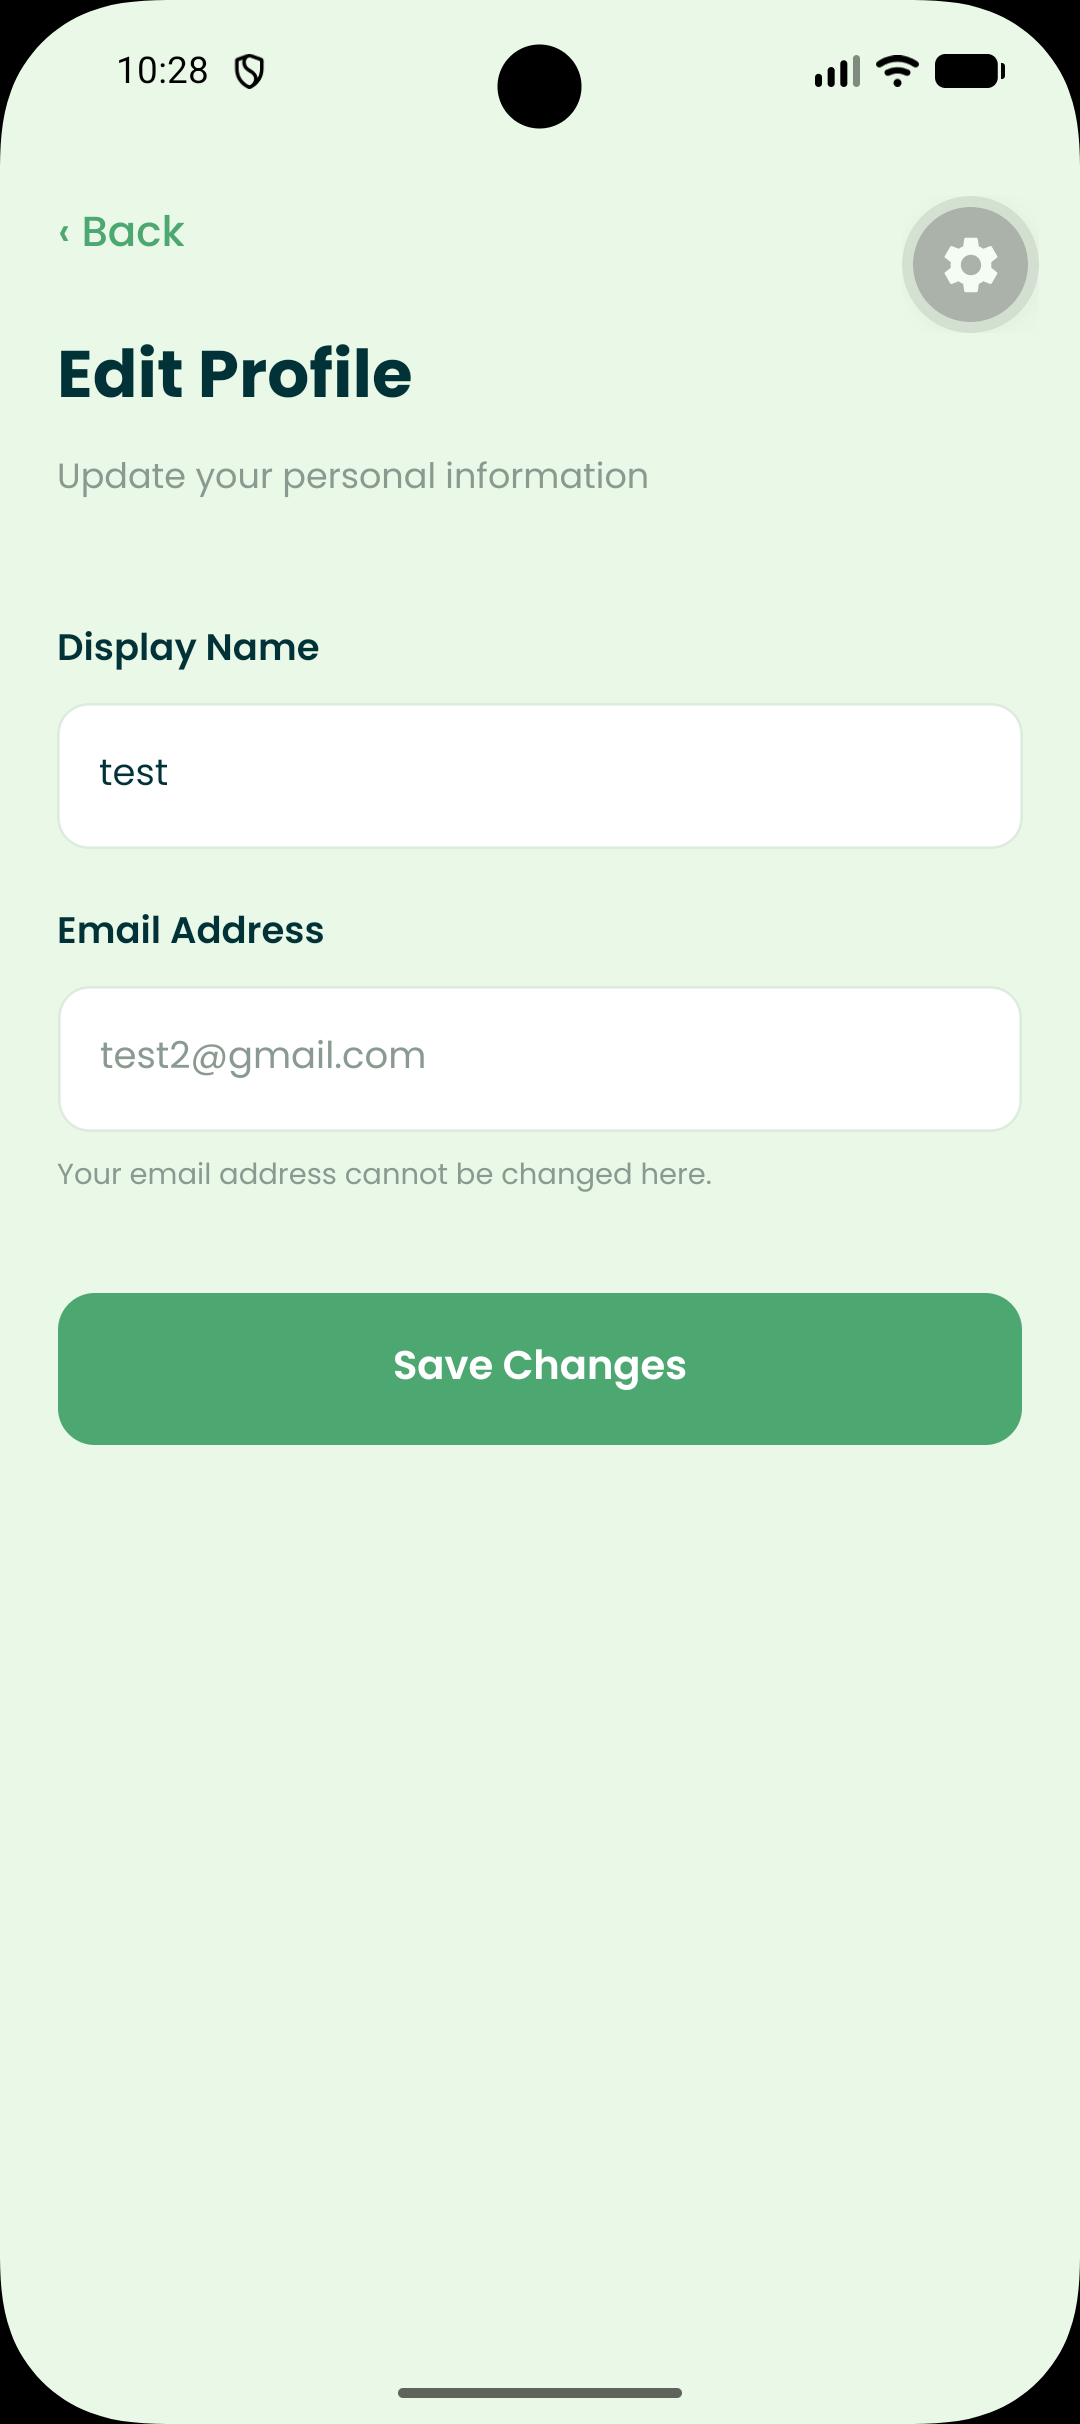 10:28
‹ Back
Edit Profile
Update your personal information
Display Name
test
Email Address
test2@gmail.com
Your email address cannot be changed here.
Save Changes